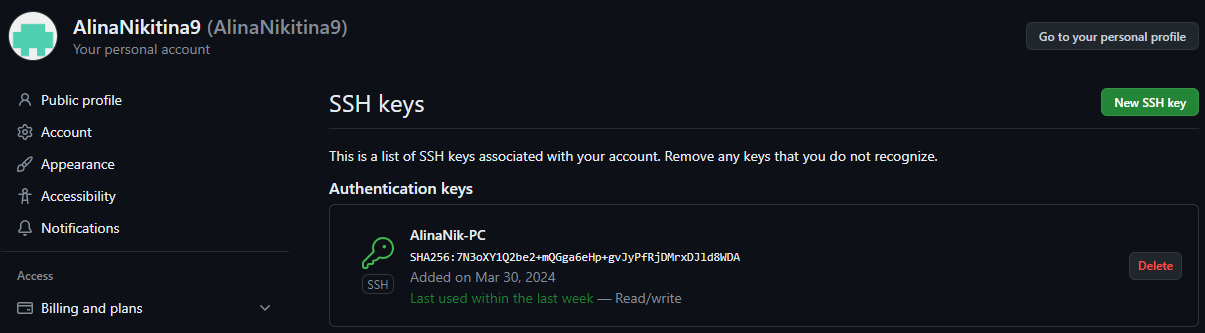 AlinaNikitina9 (AlinaNikitina9)
Your personal account
Go to your personal profile
Public profile
Account
Appearance
Accessibility
Notifications
Access
Billing and plans
SSH keys
New SSH key
This is a list of SSH keys associated with your account. Remove any keys that you do not recognize.
Authentication keys
SSH
AlinaNik-PC
SHA256:7N3oXY1Q2be2+mQGga6eHp+gvJyPfRjDMrxDJld8WDA
Added on Mar 30, 2024
Last used within the last week — Read/write
Delete